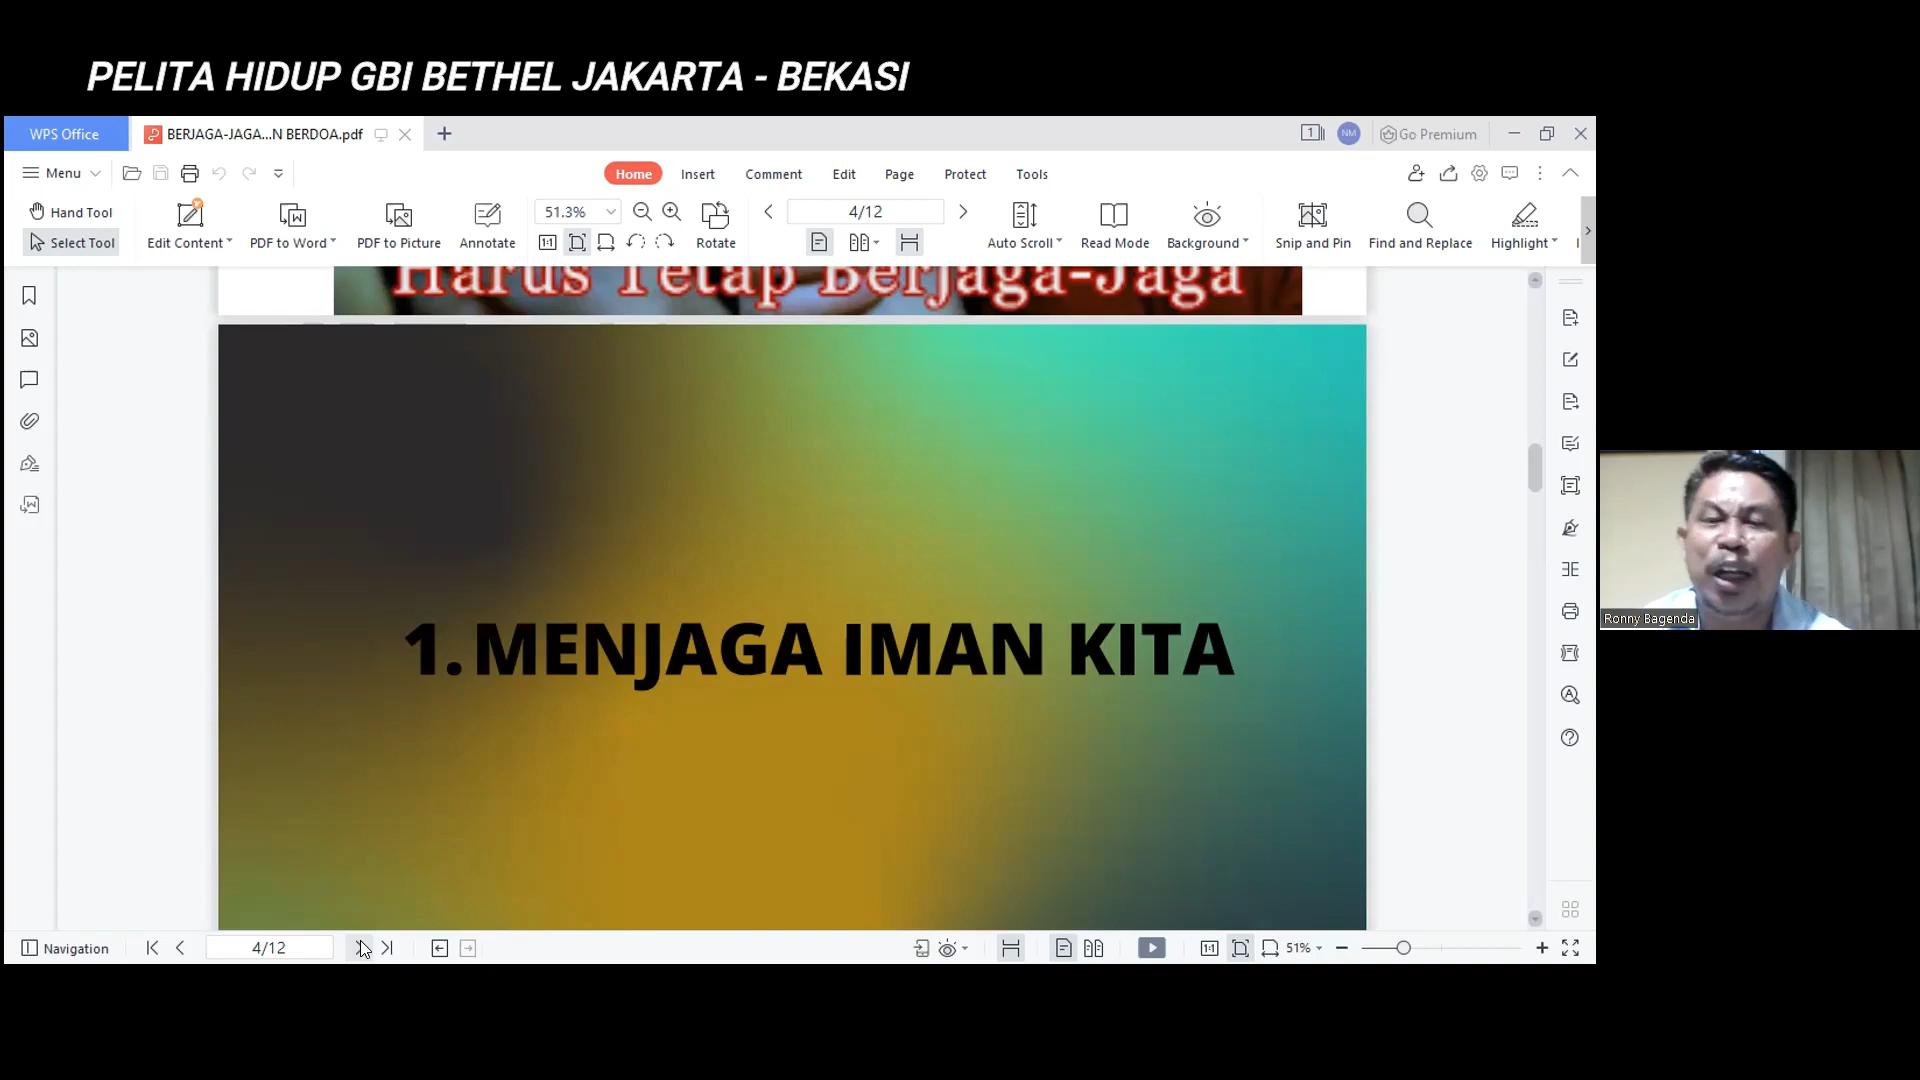 PELITA HIDUP GBI BETHEL JAKARTA - BEKASI
WPS Office
BERJAGA-JAGA...N BERDOA.pdf
1
NM
Go Premium
Menu
Home
Insert
Comment
Edit
Page
Protect
Tools
Hand Tool
Select Tool
Edit Content
PDF to Word
PDF to Picture
Annotate
51.3%
Rotate
4/12
Auto Scroll
Read Mode
Background
Snip and Pin
Find and Replace
Highlight
Harus Tetap Berjaga-Jaga
1. MENJAGA IMAN KITA
Ronny Bagenda
Navigation
4/12
51%